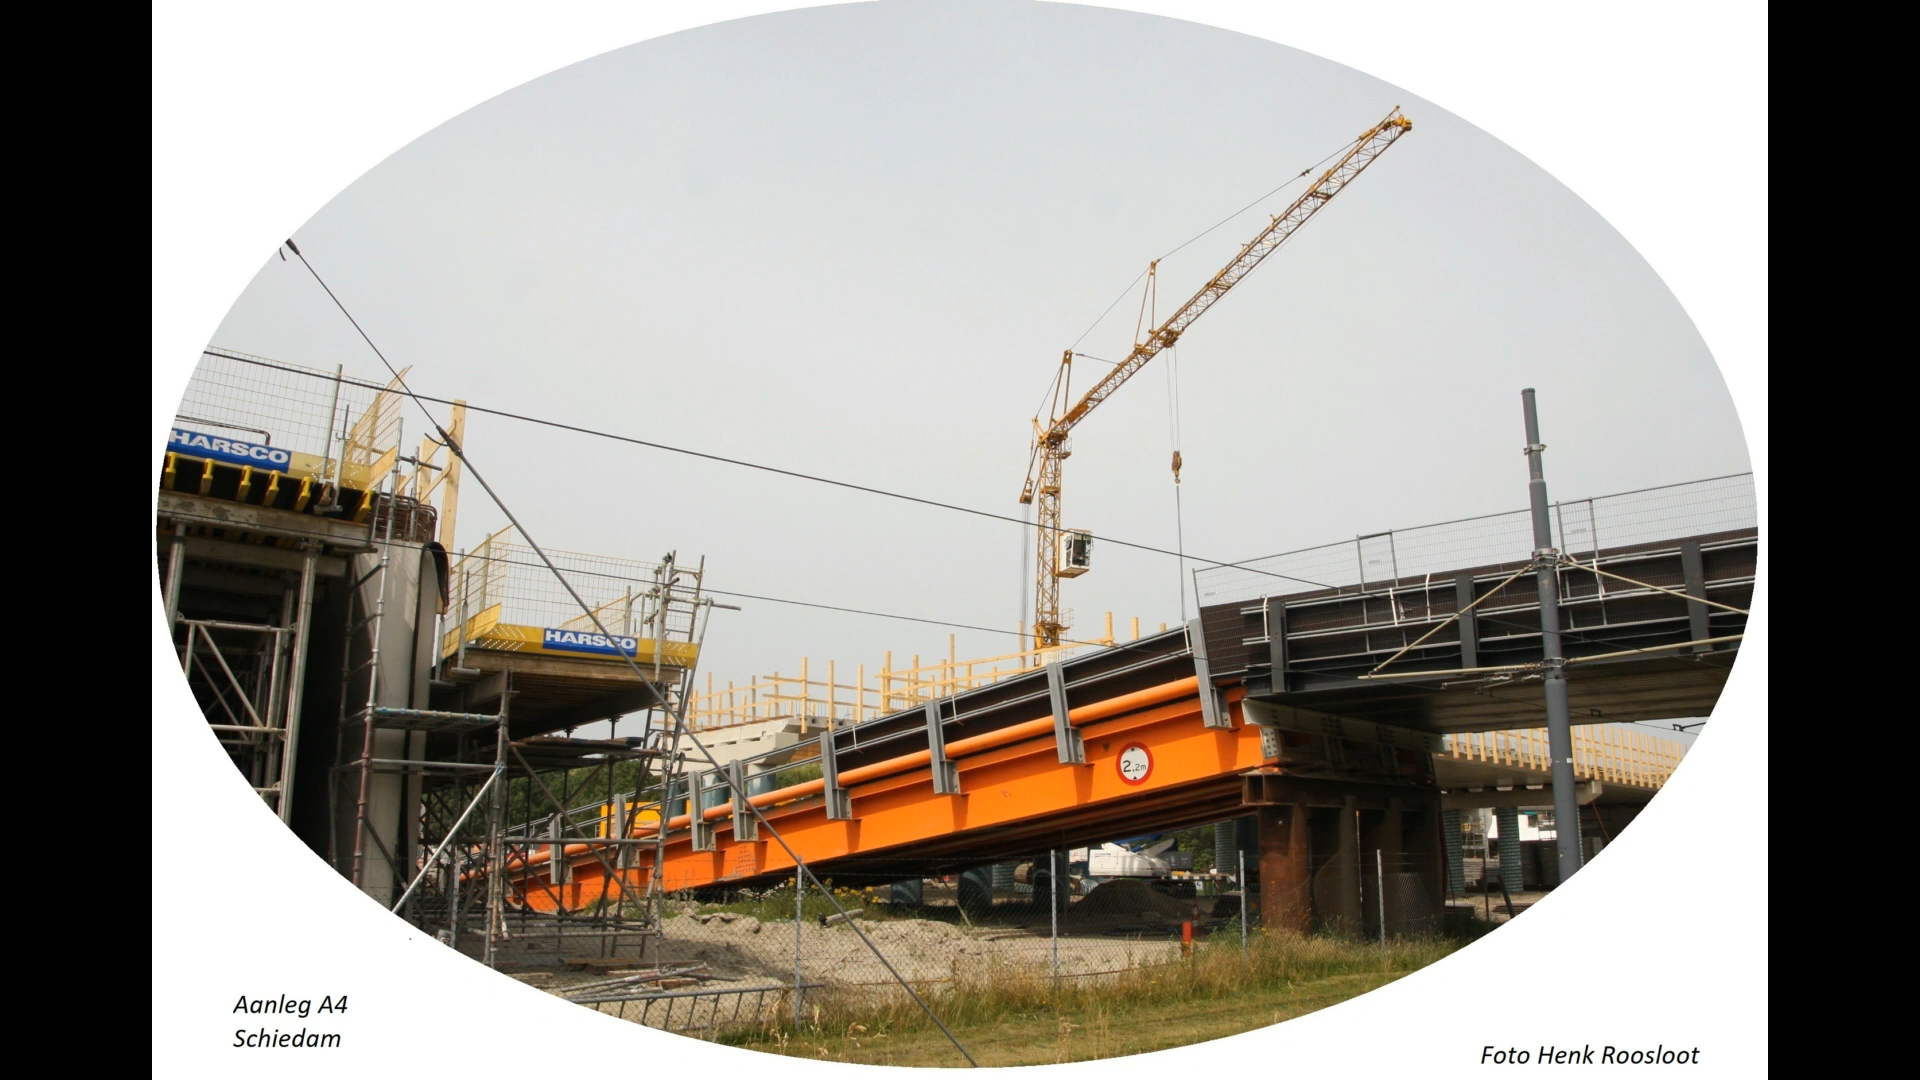 HARSCO
HARSCO
2.2m
Aanleg A4
Schiedam
Foto Henk Roosloot